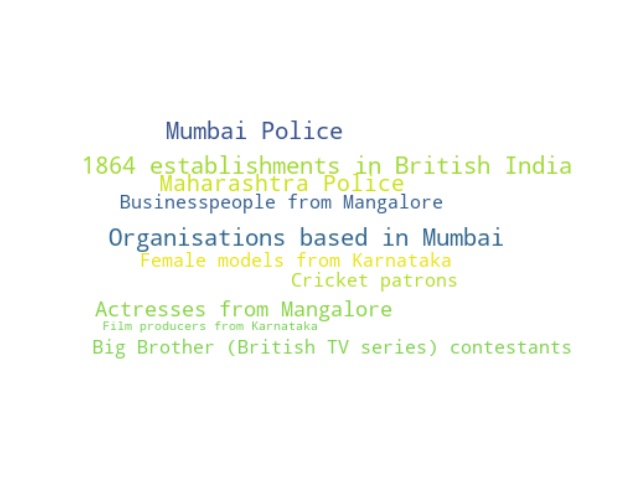 Mumbai Police
1864 establishments in British India
Maharashtra Police
Businesspeople from Mangalore
Organisations based in Mumbai
Female models from Karnataka
Cricket patrons
Actresses from Mangalore
Film producers from Karnataka
Big Brother (British TV series) contestants